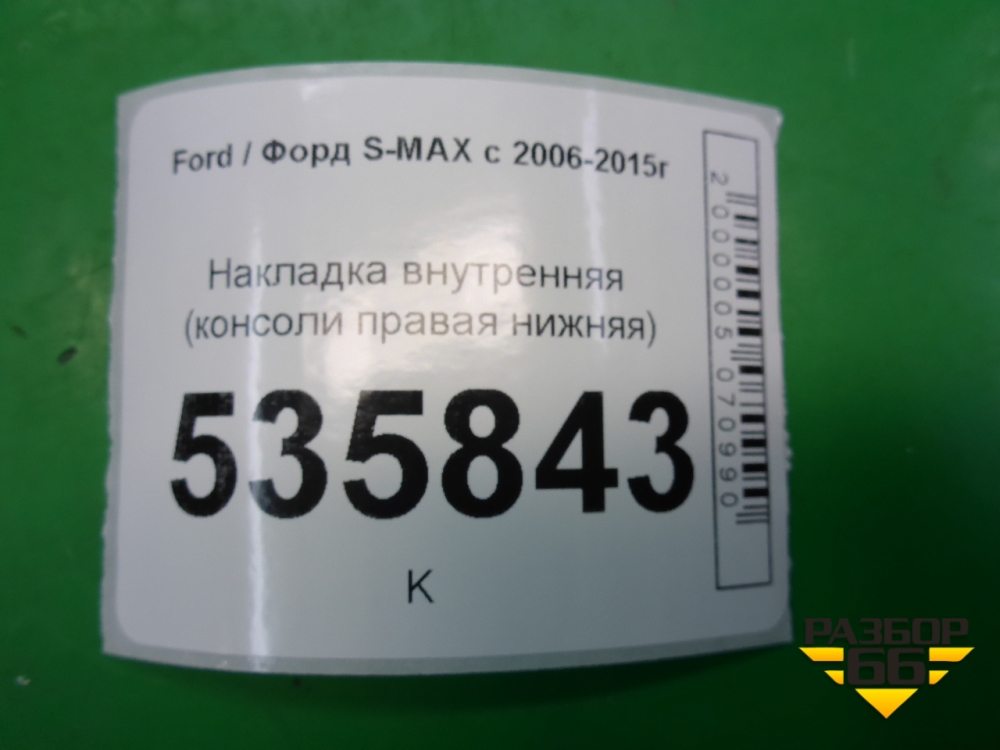 Ford / Форд S-MAX с 2006-2015г
Накладка внутренняя
(консоли правая нижняя)
535843
К
2000005070990
РАЗБОР
66